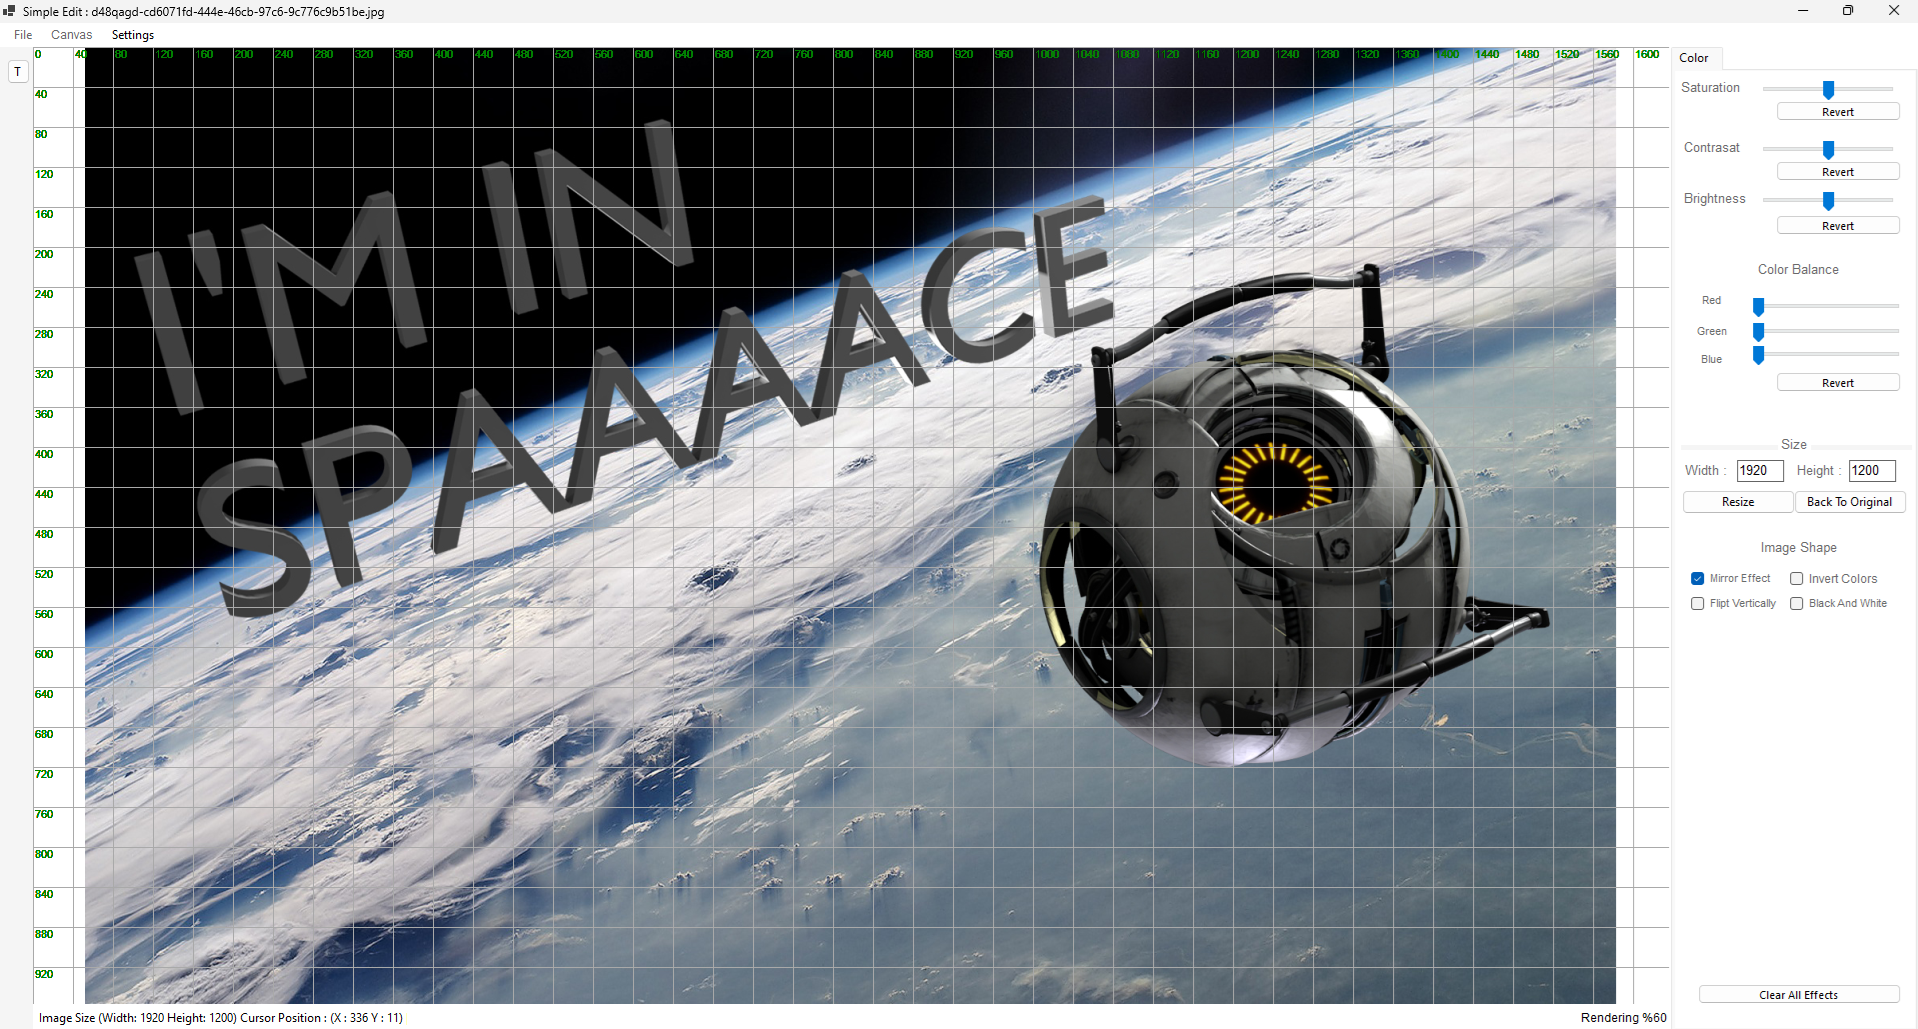 Simple Edit : d48qagd-cd6071fd-444e-46cb-97c6-9c776c9b51be.jpg
File Canvas Settings
T
0 40 80 120 160 200 240 280 320 360 400 440 480 520 560 600 640 680 720 760 800 840 880 920 960 1000 1040 1080 1120 1160 1200 1240 1280 1320 1360 1400 1440 1480 1520 1560 1600
40
80
120
160
200
240
280
320
360
400
440
480
520
560
600
640
680
720
760
800
840
880
920
I'M IN
SPAAAACE
Color
Saturation
Revert
Contrasat
Revert
Brightness
Revert
Color Balance
Red
Green
Blue
Revert
Size
Width : 1920 Height : 1200
Resize Back To Original
Image Shape
Mirror Effect Invert Colors
Flipt Vertically Black And White
Clear All Effects
Image Size (Width: 1920 Height: 1200) Cursor Position : (X : 336 Y : 11) Rendering %60